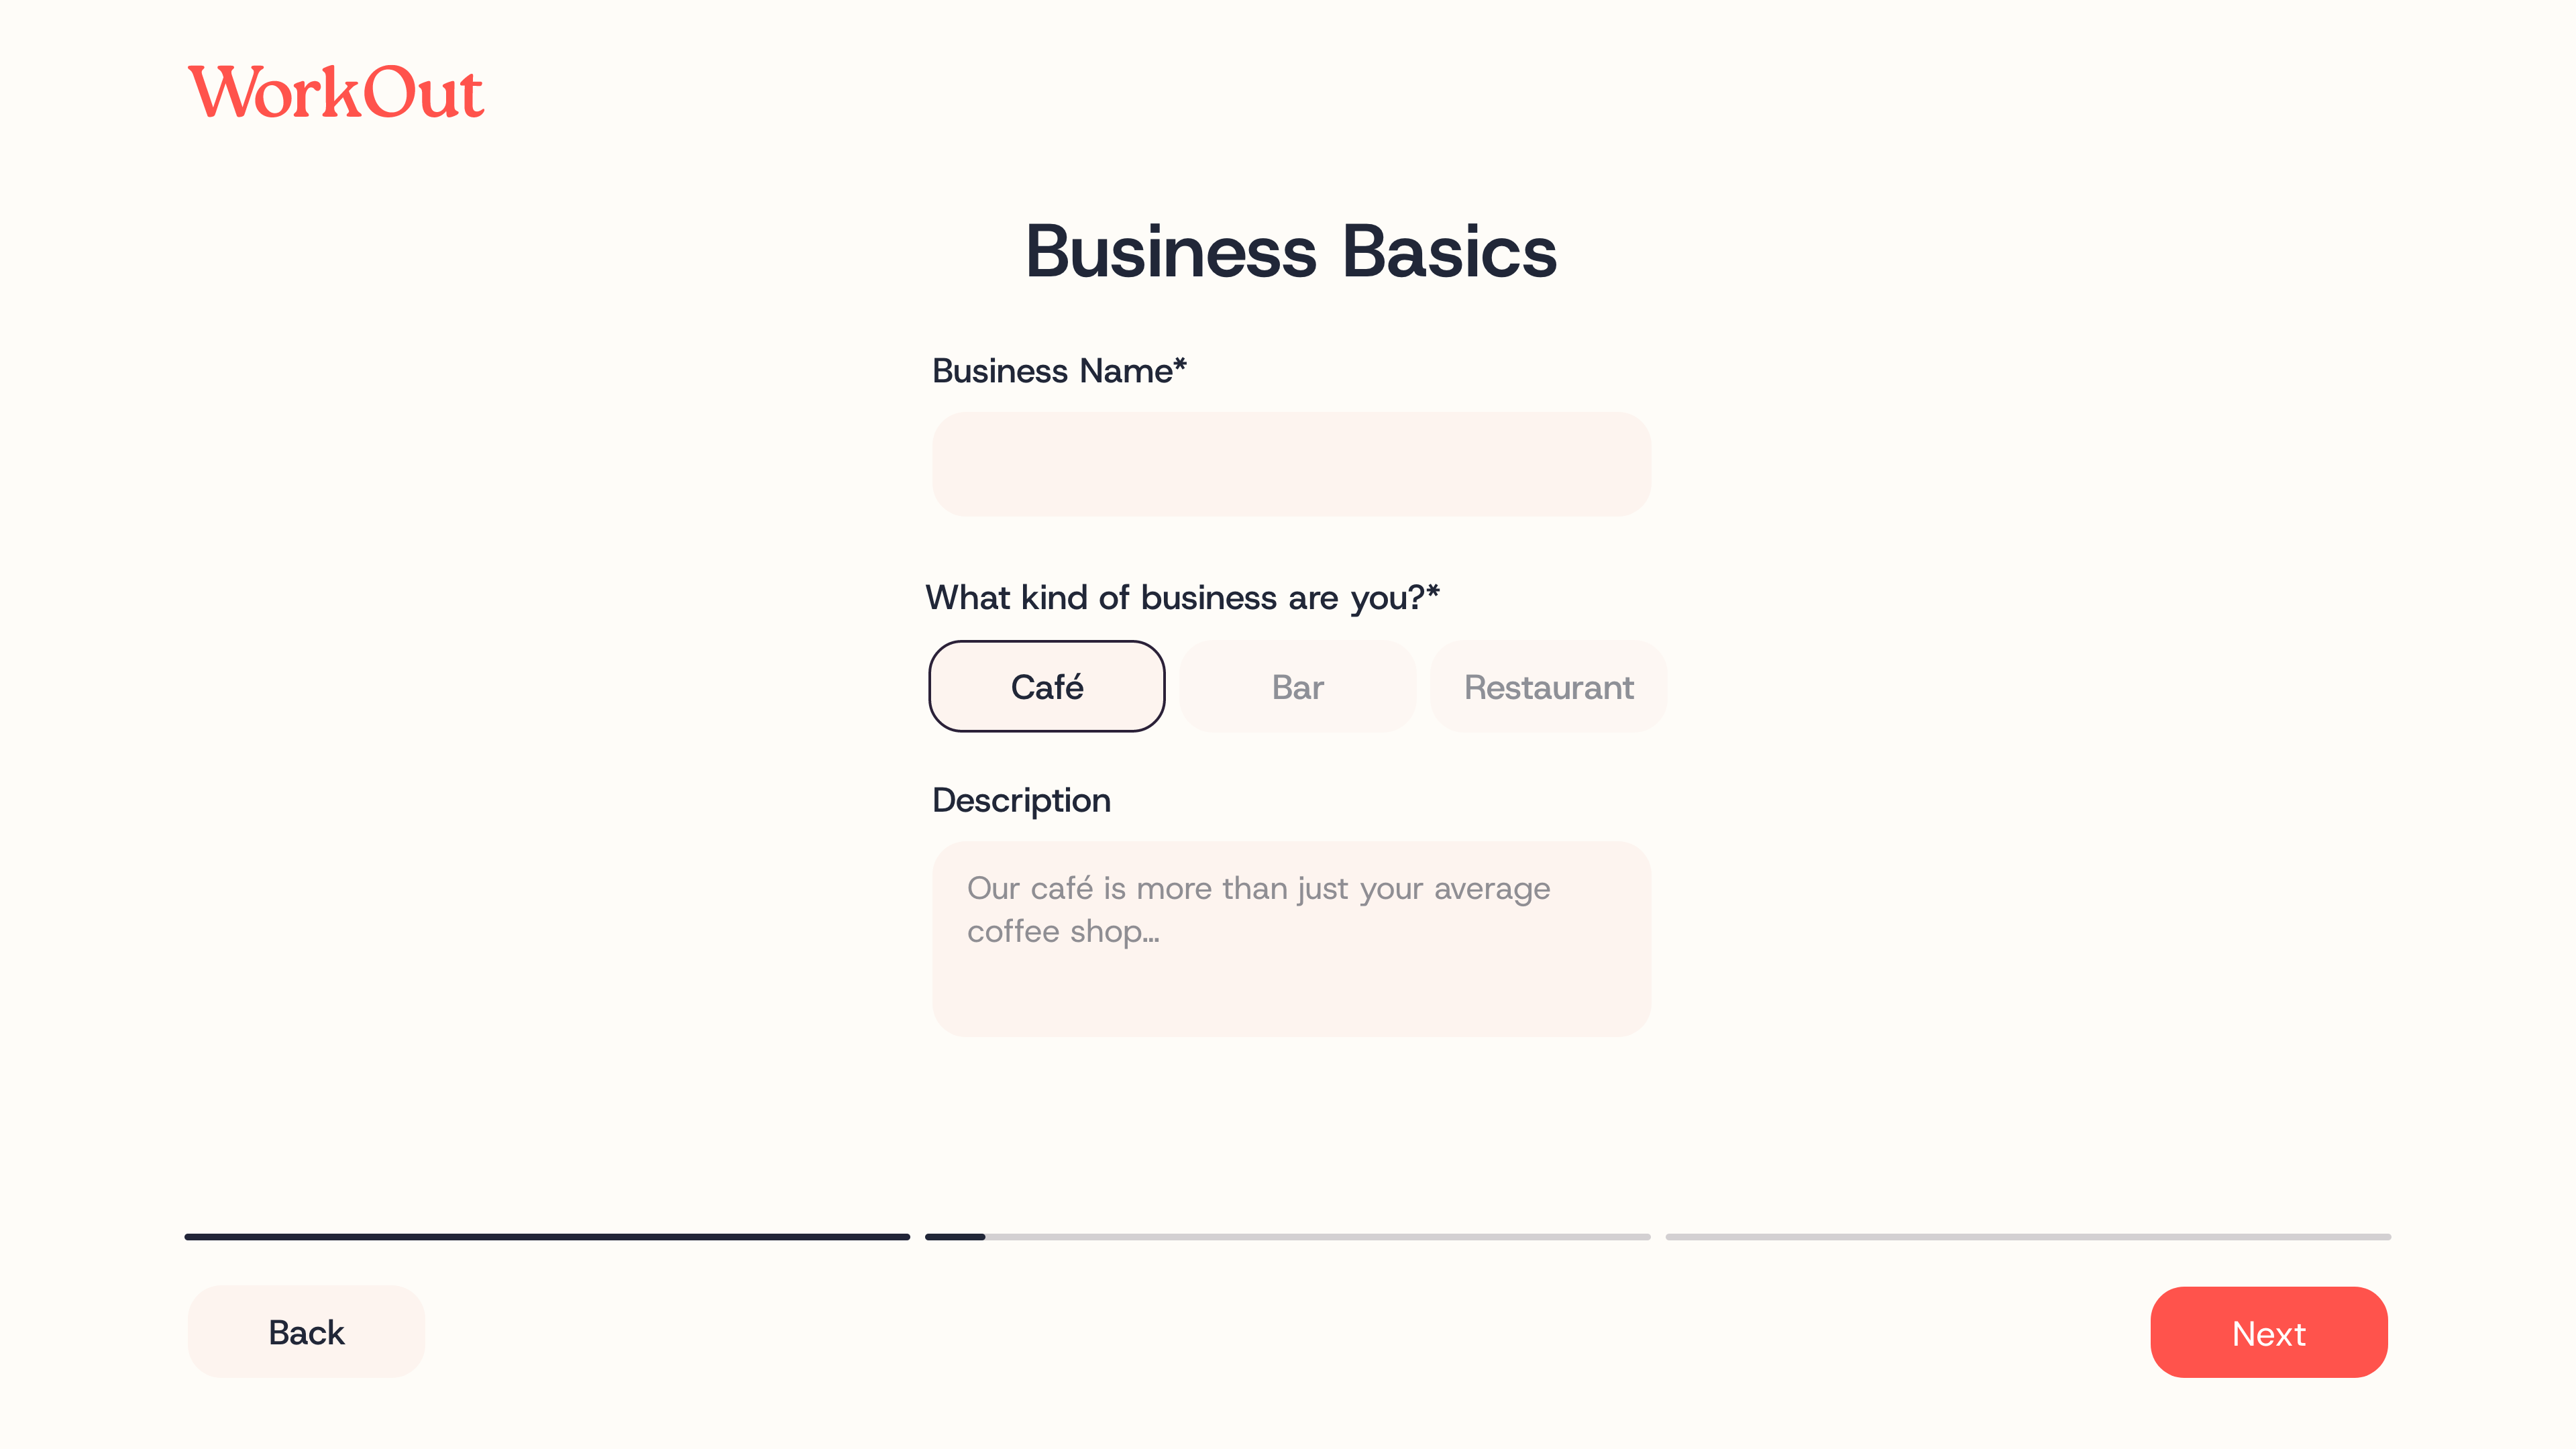 WorkOut
Business Basics
Business Name*
What kind of business are you?*
Café
Bar
Restaurant
Description
Our café is more than just your average
coffee shop...
Back
Next